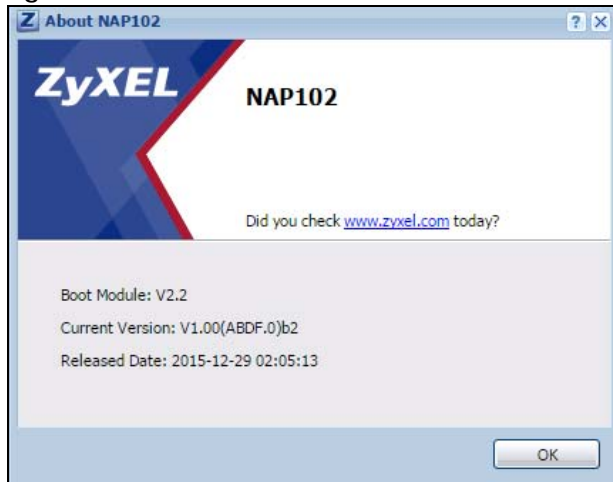 About NAP102
ZyXEL
NAP102
Did you check www.zyxel.com today?
Boot Module: V2.2
Current Version: V1.00(ABDF.0)b2
Released Date: 2015-12-29 02:05:13
OK